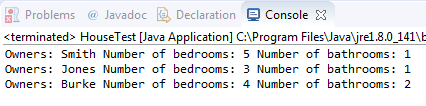 Problems @ Javadoc Declaration Console
<terminated> HouseTest [Java Application] C:\Program Files\Java\jre1.8.0_141\b
Owners: Smith Number of bedrooms: 5 Number of bathrooms: 1
Owners: Jones Number of bedrooms: 3 Number of bathrooms: 1
Owners: Burke Number of bedrooms: 4 Number of bathrooms: 2